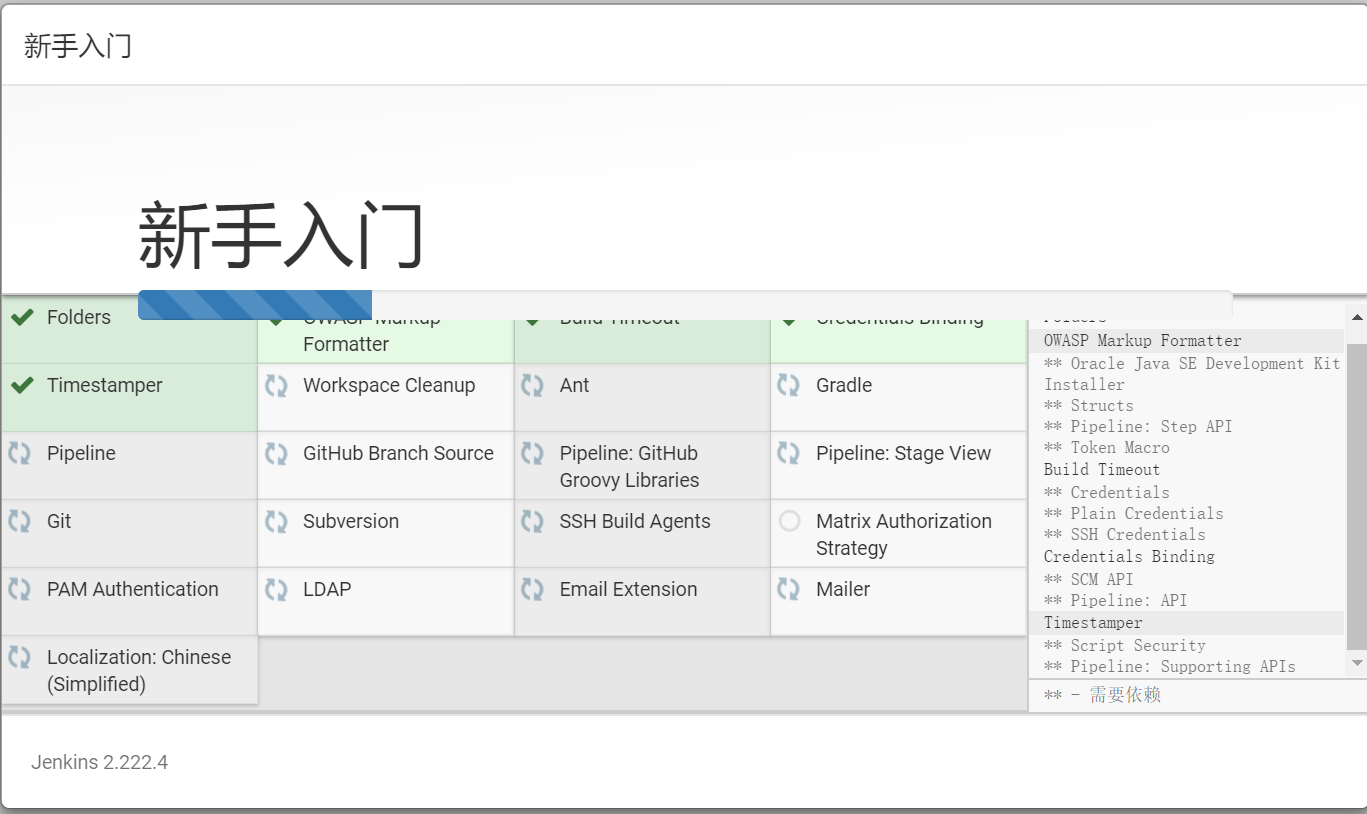 新手入门
新手入门
Folders
OWASP Markup
Formatter
Build Timeout
Credentials Binding
Timestamper
Workspace Cleanup
Ant
Gradle
Pipeline
GitHub Branch Source
Pipeline: GitHub
Groovy Libraries
Pipeline: Stage View
Git
Subversion
SSH Build Agents
Matrix Authorization
Strategy
PAM Authentication
LDAP
Email Extension
Mailer
Localization: Chinese
(Simplified)
Folders
OWASP Markup Formatter
** Oracle Java SE Development Kit
Installer
** Structs
** Pipeline: Step API
** Token Macro
Build Timeout
** Credentials
** Plain Credentials
** SSH Credentials
Credentials Binding
** SCM API
** Pipeline: API
Timestamper
** Script Security
** Pipeline: Supporting APIs
** - 需要依赖
Jenkins 2.222.4